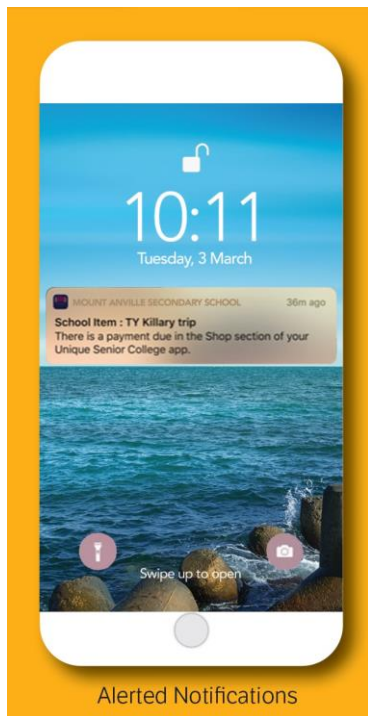 10:11
Tuesday, 3 March
MOUNT ANVILLE SECONDARY SCHOOL 36m ago
School Item : TY Killary trip
There is a payment due in the Shop section of your
Unique Senior College app.
Swipe up to open
Alerted Notifications